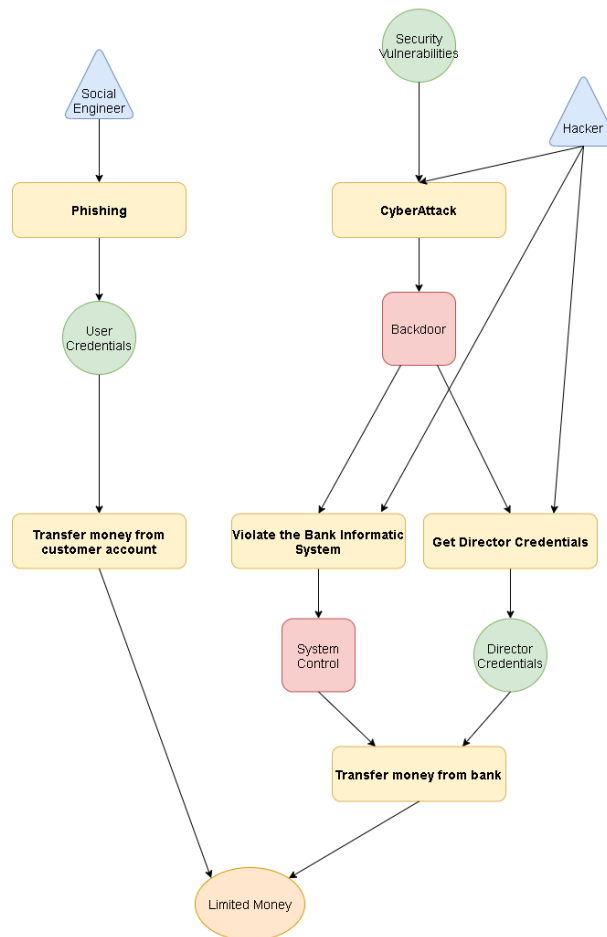 Security
Vulnerabilities
Social
Engineer
Hacker
Phishing
CyberAttack
User
Credentials
Backdoor
Transfer money from
customer account
Violate the Bank Informatic
System
Get Director Credentials
System
Control
Director
Credentials
Transfer money from bank
Limited Money